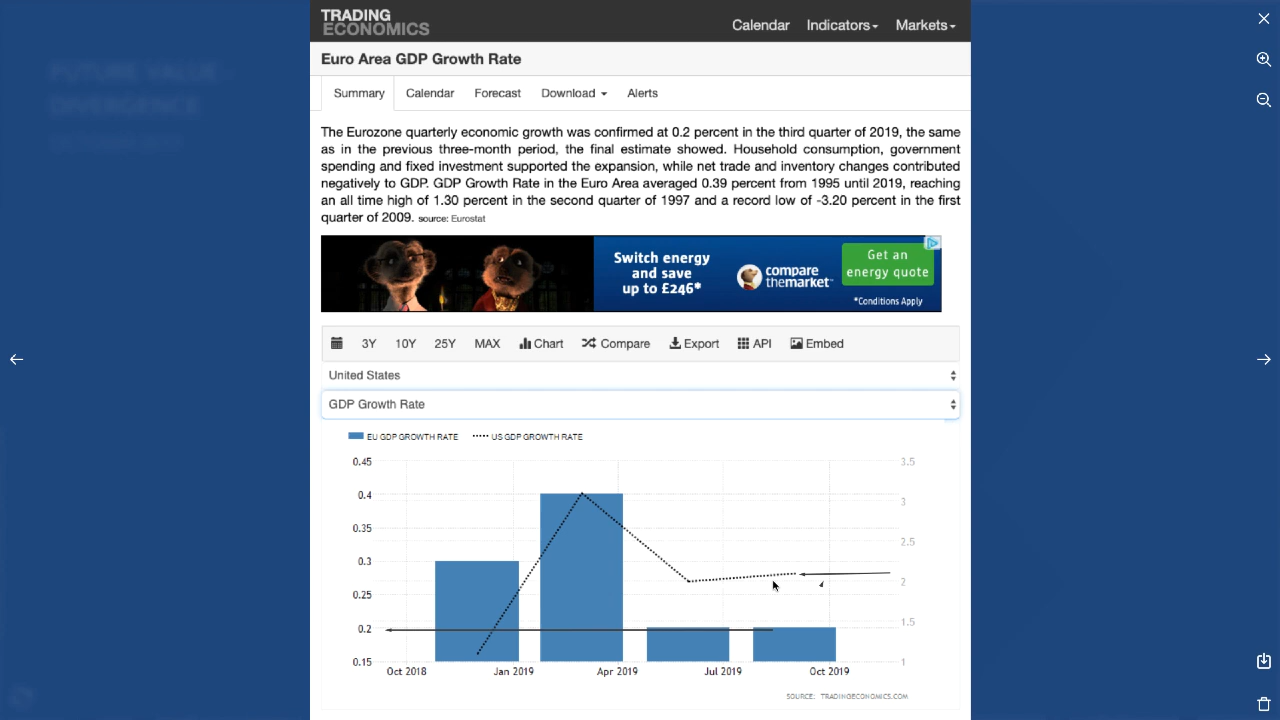 TRADING
ECONOMICS
Calendar Indicators Markets
Euro Area GDP Growth Rate
Summary Calendar Forecast Download Alerts
The Eurozone quarterly economic growth was confirmed at 0.2 percent in the third quarter of 2019, the same
as in the previous three-month period, the final estimate showed. Household consumption, government
spending and fixed investment supported the expansion, while net trade and inventory changes contributed
negatively to GDP. GDP Growth Rate in the Euro Area averaged 0.39 percent from 1995 until 2019, reaching
an all time high of 1.30 percent in the second quarter of 1997 and a record low of -3.20 percent in the first
quarter of 2009. source: Eurostat
Switch energy
and save
up to £246*
compare
themarket
Get an
energy quote
*Conditions Apply
3Y 10Y 25Y MAX Chart Compare Export API Embed
United States
GDP Growth Rate
EU GDP GROWTH RATE US GDP GROWTH RATE
0.45 3.5
0.4 3
0.35 2.5
0.3 2
0.25 1.5
0.2 1
0.15
Oct 2018 Jan 2019 Apr 2019 Jul 2019 Oct 2019
SOURCE: TRADINGECONOMICS.COM
FUTURE VALUE -
DIVERGENCE